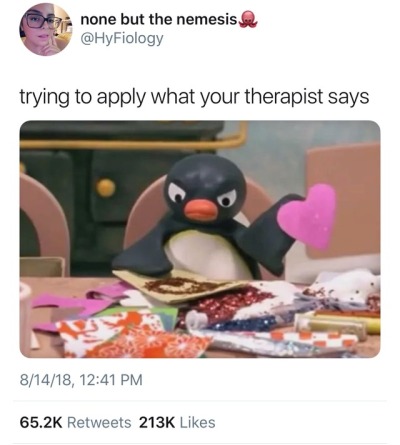 none but the nemesis🐙
@HyFiology
trying to apply what your therapist says
8/14/18, 12:41 PM
65.2K Retweets 213K Likes